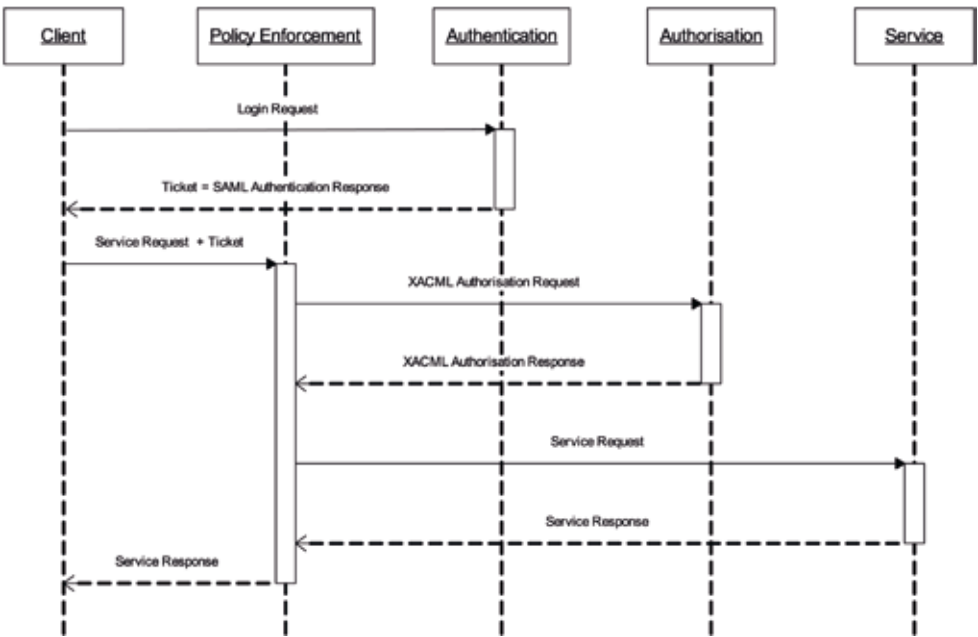 Client
Policy Enforcement
Authentication
Authorisation
Service
Login Request
Ticket = SAML Authentication Response
Service Request + Ticket
XACML Authorisation Request
XACML Authorisation Response
Service Request
Service Response
Service Response